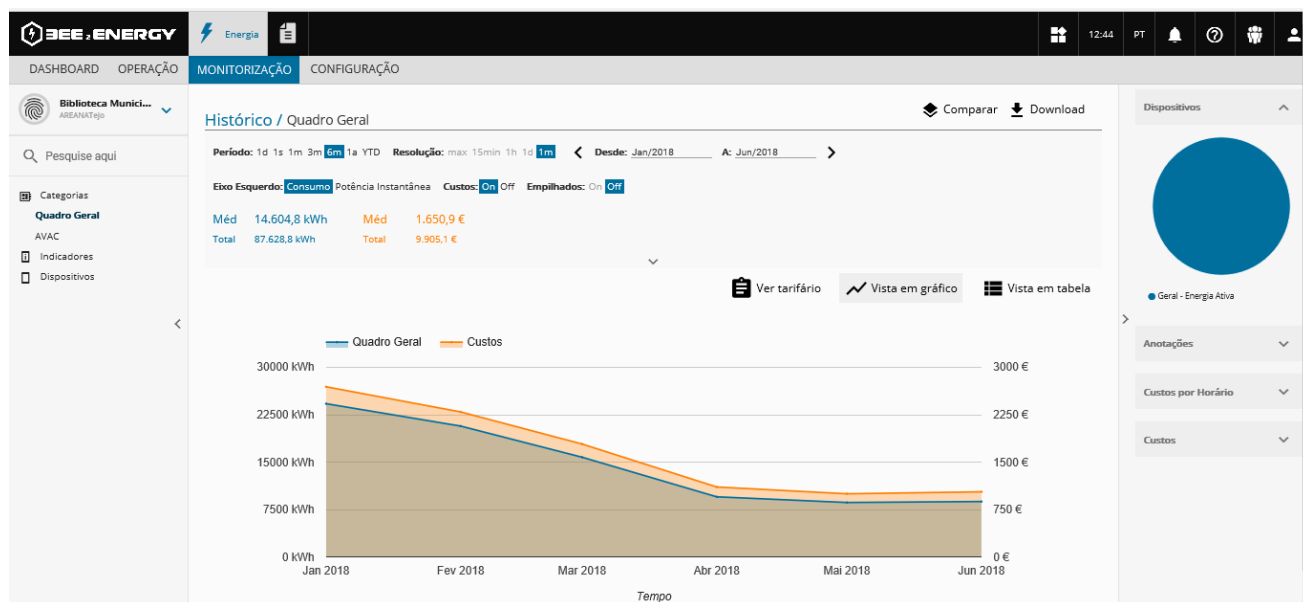 BEE2ENERGY Energia 12:44 PT
DASHBOARD OPERAÇÃO MONITORIZAÇÃO CONFIGURAÇÃO
Biblioteca Munici...
AREANATejo
Pesquise aqui
Categorias
Quadro Geral
AVAC
Indicadores
Dispositivos
Histórico / Quadro Geral
Comparar Download
Período: 1d 1s 1m 3m 6m 1a YTD Resolução: max 15min 1h 1d 1m Desde: Jan/2018 A: Jun/2018
Eixo Esquerdo: Consumo Potência Instantânea Custos: On Off Empilhados: On Off
Méd 14.604,8 kWh Méd 1.650,9 €
Total 87.628,8 kWh Total 9.905,1 €
Ver tarifário Vista em gráfico Vista em tabela
Quadro Geral Custos
30000 kWh 3000 €
22500 kWh 2250 €
15000 kWh 1500 €
7500 kWh 750 €
0 kWh 0 €
Jan 2018 Fev 2018 Mar 2018 Abr 2018 Mai 2018 Jun 2018
Tempo
Dispositivos
Geral - Energia Ativa
Anotações
Custos por Horário
Custos